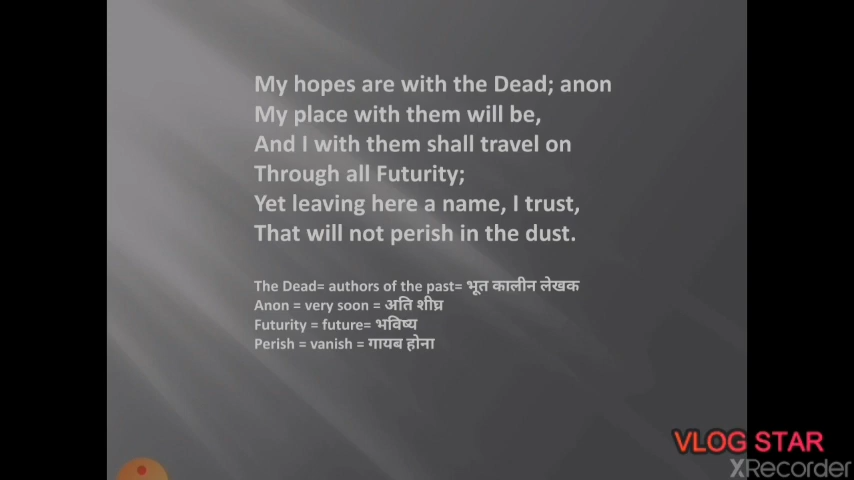 My hopes are with the Dead; anon
My place with them will be,
And I with them shall travel on
Through all Futurity;
Yet leaving here a name, I trust,
That will not perish in the dust.
The Dead= authors of the past= भूत कालीन लेखक
Anon = very soon = अति शीघ्र
Futurity = future= भविष्य
Perish = vanish = गायब होना
VLOG STAR
XRecorder